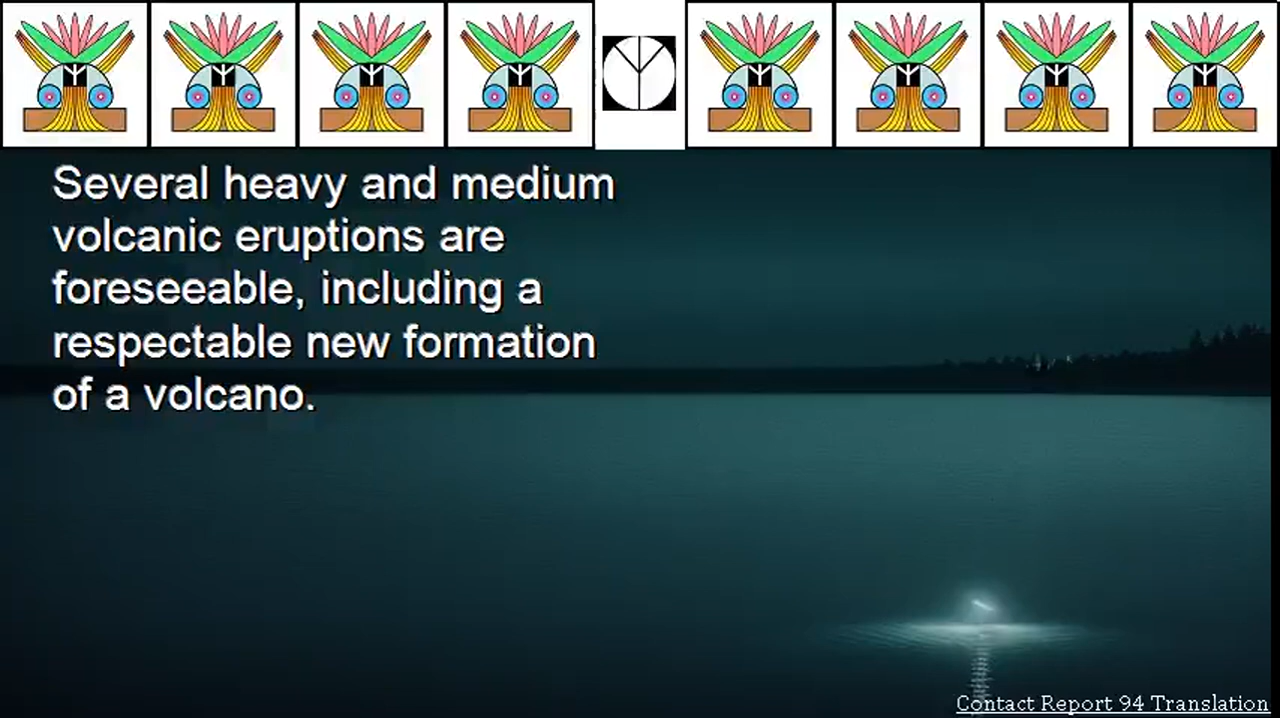 Several heavy and medium
volcanic eruptions are
foreseeable, including a
respectable new formation
of a volcano.
Contact Report 94 Translation